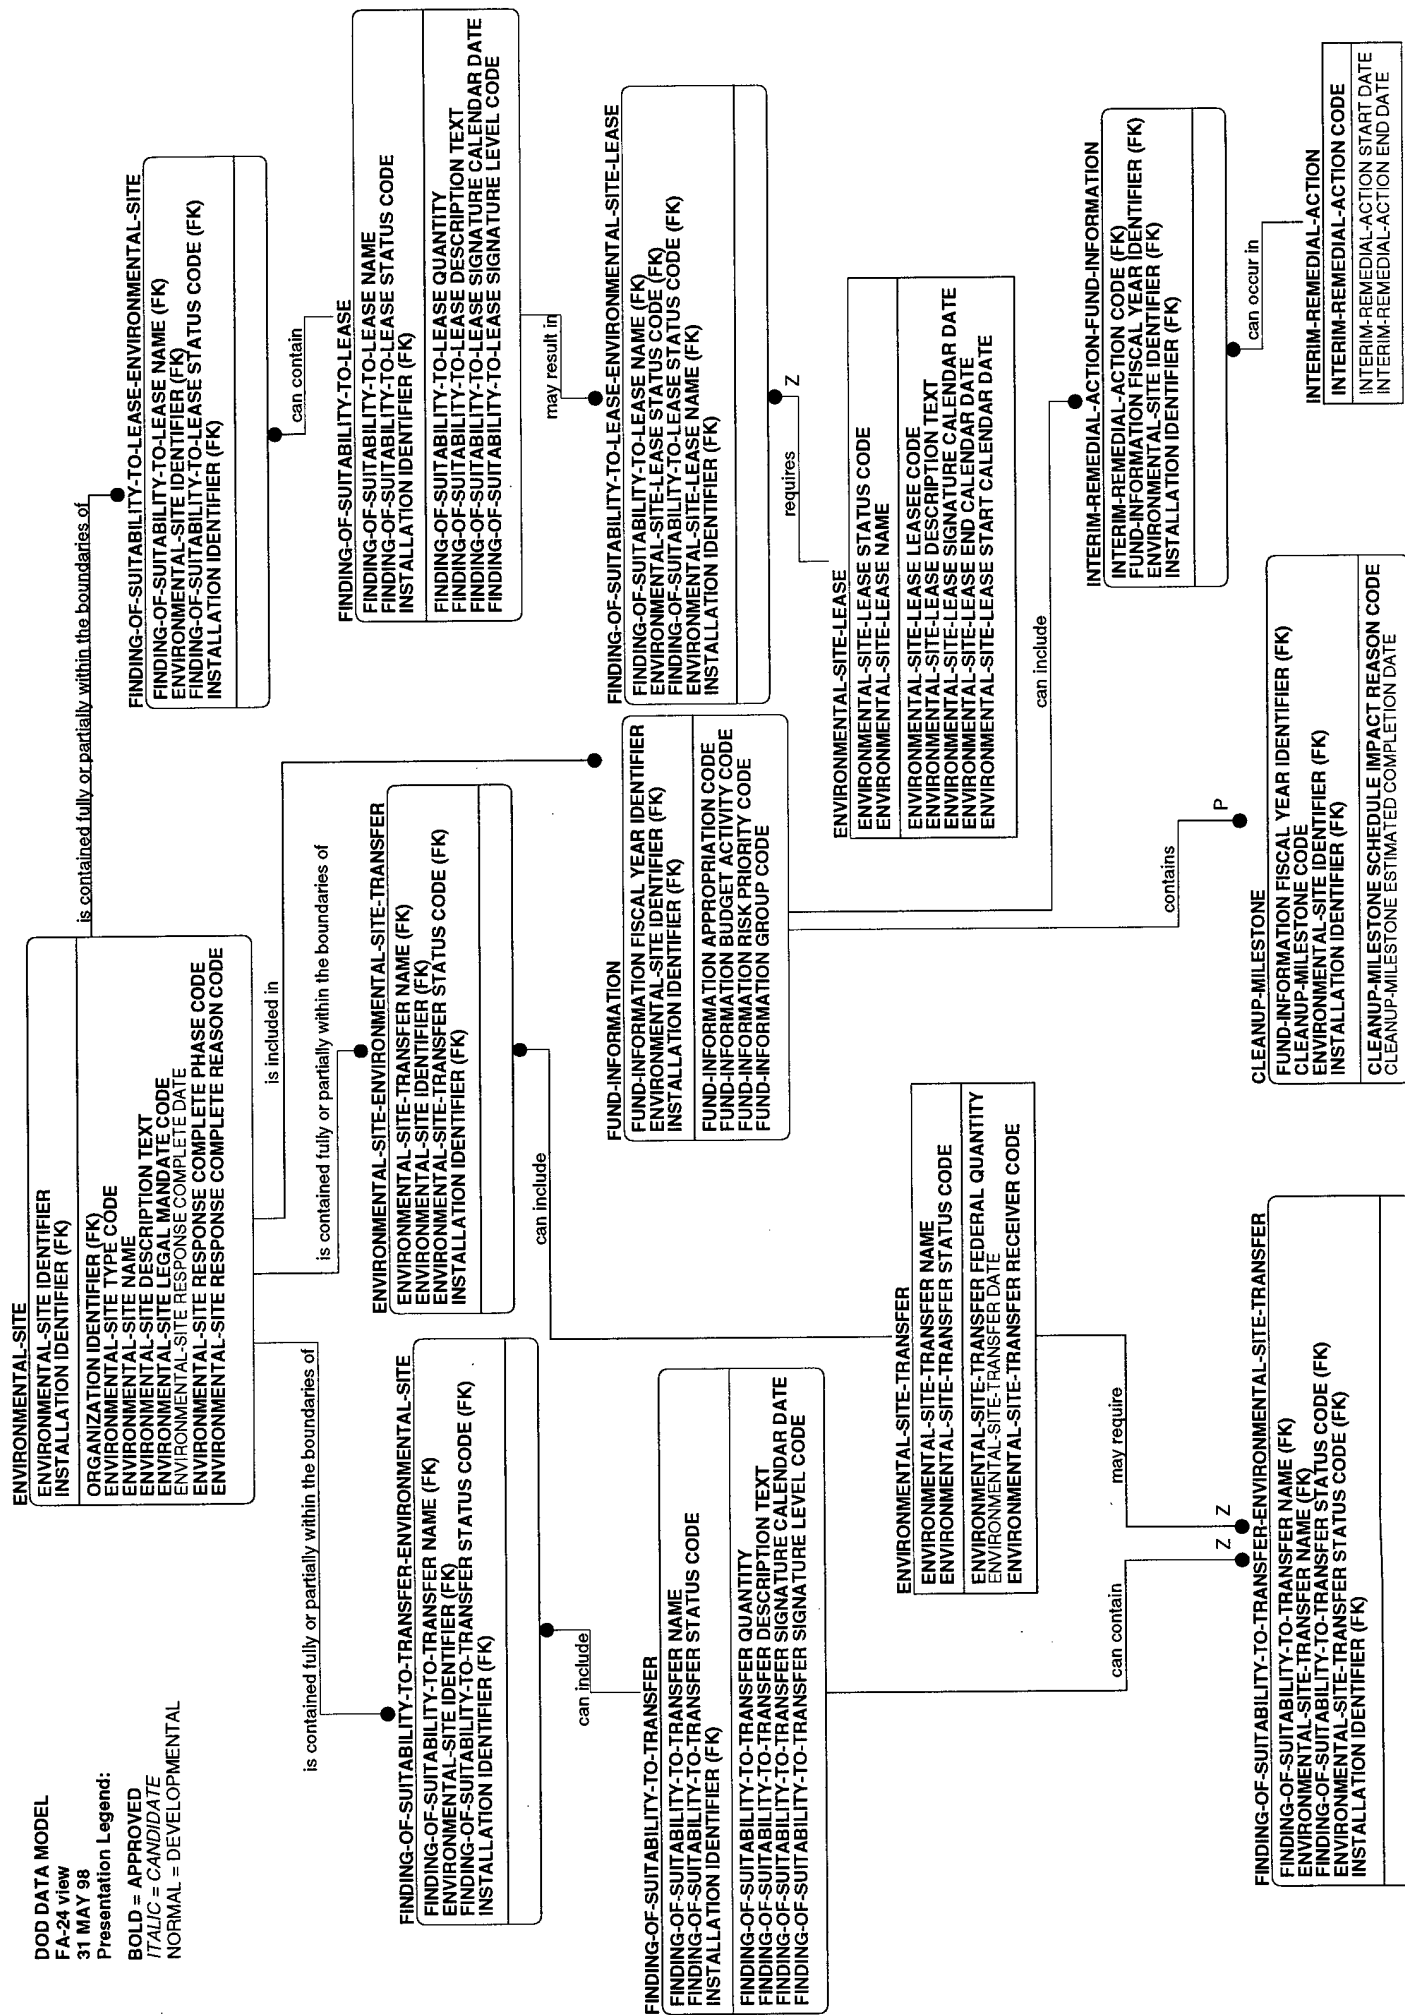 DOD DATA MODEL
FA-24 view
31 MAY 98
Presentation Legend:
BOLD = APPROVED
ITALIC = CANDIDATE
NORMAL = DEVELOPMENTAL
ENVIRONMENTAL-SITE
ENVIRONMENTAL-SITE IDENTIFIER
INSTALLATION IDENTIFIER (FK)
ORGANIZATION IDENTIFIER (FK)
ENVIRONMENTAL-SITE TYPE CODE
ENVIRONMENTAL-SITE NAME
ENVIRONMENTAL-SITE DESCRIPTION TEXT
ENVIRONMENTAL-SITE LEGAL MANDATE CODE
ENVIRONMENTAL-SITE RESPONSE COMPLETE DATE
ENVIRONMENTAL-SITE RESPONSE COMPLETE PHASE CODE
ENVIRONMENTAL-SITE RESPONSE COMPLETE REASON CODE
is contained fully or partially within the boundaries of
is included in
is contained fully or partially within the boundaries of
is contained fully or partially within the boundaries of
FINDING-OF-SUITABILITY-TO-LEASE-ENVIRONMENTAL-SITE
FINDING-OF-SUITABILITY-TO-LEASE NAME (FK)
ENVIRONMENTAL-SITE IDENTIFIER (FK)
FINDING-OF-SUITABILITY-TO-LEASE STATUS CODE (FK)
INSTALLATION IDENTIFIER (FK)
can contain
FINDING-OF-SUITABILITY-TO-LEASE
FINDING-OF-SUITABILITY-TO-LEASE NAME
FINDING-OF-SUITABILITY-TO-LEASE STATUS CODE
INSTALLATION IDENTIFIER (FK)
FINDING-OF-SUITABILITY-TO-LEASE QUANTITY
FINDING-OF-SUITABILITY-TO-LEASE DESCRIPTION TEXT
FINDING-OF-SUITABILITY-TO-LEASE SIGNATURE CALENDAR DATE
FINDING-OF-SUITABILITY-TO-LEASE SIGNATURE LEVEL CODE
may result in
FINDING-OF-SUITABILITY-TO-TRANSFER-ENVIRONMENTAL-SITE
FINDING-OF-SUITABILITY-TO-TRANSFER NAME (FK)
ENVIRONMENTAL-SITE IDENTIFIER (FK)
FINDING-OF-SUITABILITY-TO-TRANSFER STATUS CODE (FK)
INSTALLATION IDENTIFIER (FK)
can include
ENVIRONMENTAL-SITE-ENVIRONMENTAL-SITE-TRANSFER
ENVIRONMENTAL-SITE-TRANSFER NAME (FK)
ENVIRONMENTAL-SITE IDENTIFIER (FK)
ENVIRONMENTAL-SITE-TRANSFER STATUS CODE (FK)
INSTALLATION IDENTIFIER (FK)
can include
FINDING-OF-SUITABILITY-TO-LEASE-ENVIRONMENTAL-SITE-LEASE
FINDING-OF-SUITABILITY-TO-LEASE NAME (FK)
ENVIRONMENTAL-SITE-LEASE STATUS CODE (FK)
FINDING-OF-SUITABILITY-TO-LEASE STATUS CODE (FK)
ENVIRONMENTAL-SITE-LEASE NAME (FK)
INSTALLATION IDENTIFIER (FK)
Z
requires
FINDING-OF-SUITABILITY-TO-TRANSFER
FINDING-OF-SUITABILITY-TO-TRANSFER NAME
FINDING-OF-SUITABILITY-TO-TRANSFER STATUS CODE
INSTALLATION IDENTIFIER (FK)
FINDING-OF-SUITABILITY-TO-TRANSFER QUANTITY
FINDING-OF-SUITABILITY-TO-TRANSFER DESCRIPTION TEXT
FINDING-OF-SUITABILITY-TO-TRANSFER SIGNATURE CALENDAR DATE
FINDING-OF-SUITABILITY-TO-TRANSFER SIGNATURE LEVEL CODE
FUND-INFORMATION
FUND-INFORMATION FISCAL YEAR IDENTIFIER
ENVIRONMENTAL-SITE IDENTIFIER (FK)
INSTALLATION IDENTIFIER (FK)
FUND-INFORMATION APPROPRIATION CODE
FUND-INFORMATION BUDGET ACTIVITY CODE
FUND-INFORMATION RISK PRIORITY CODE
FUND-INFORMATION GROUP CODE
ENVIRONMENTAL-SITE-LEASE
ENVIRONMENTAL-SITE-LEASE STATUS CODE
ENVIRONMENTAL-SITE-LEASE NAME
ENVIRONMENTAL-SITE-LEASE LEASEE CODE
ENVIRONMENTAL-SITE-LEASE DESCRIPTION TEXT
ENVIRONMENTAL-SITE-LEASE SIGNATURE CALENDAR DATE
ENVIRONMENTAL-SITE-LEASE END CALENDAR DATE
ENVIRONMENTAL-SITE-LEASE START CALENDAR DATE
ENVIRONMENTAL-SITE-TRANSFER
ENVIRONMENTAL-SITE-TRANSFER NAME
ENVIRONMENTAL-SITE-TRANSFER STATUS CODE
ENVIRONMENTAL-SITE-TRANSFER FEDERAL QUANTITY
ENVIRONMENTAL-SITE-TRANSFER DATE
ENVIRONMENTAL-SITE-TRANSFER RECEIVER CODE
can include
can contain
may require
contains
Z
Z
P
INTERIM-REMEDIAL-ACTION-FUND-INFORMATION
INTERIM-REMEDIAL-ACTION CODE (FK)
FUND-INFORMATION FISCAL YEAR IDENTIFIER (FK)
ENVIRONMENTAL-SITE IDENTIFIER (FK)
INSTALLATION IDENTIFIER (FK)
can occur in
FINDING-OF-SUITABILITY-TO-TRANSFER-ENVIRONMENTAL-SITE-TRANSFER
FINDING-OF-SUITABILITY-TO-TRANSFER NAME (FK)
ENVIRONMENTAL-SITE-TRANSFER NAME (FK)
FINDING-OF-SUITABILITY-TO-TRANSFER STATUS CODE (FK)
ENVIRONMENTAL-SITE-TRANSFER STATUS CODE (FK)
INSTALLATION IDENTIFIER (FK)
CLEANUP-MILESTONE
FUND-INFORMATION FISCAL YEAR IDENTIFIER (FK)
CLEANUP-MILESTONE CODE
ENVIRONMENTAL-SITE IDENTIFIER (FK)
INSTALLATION IDENTIFIER (FK)
CLEANUP-MILESTONE SCHEDULE IMPACT REASON CODE
CLEANUP-MILESTONE ESTIMATED COMPLETION DATE
INTERIM-REMEDIAL-ACTION
INTERIM-REMEDIAL-ACTION CODE
INTERIM-REMEDIAL-ACTION START DATE
INTERIM-REMEDIAL-ACTION END DATE